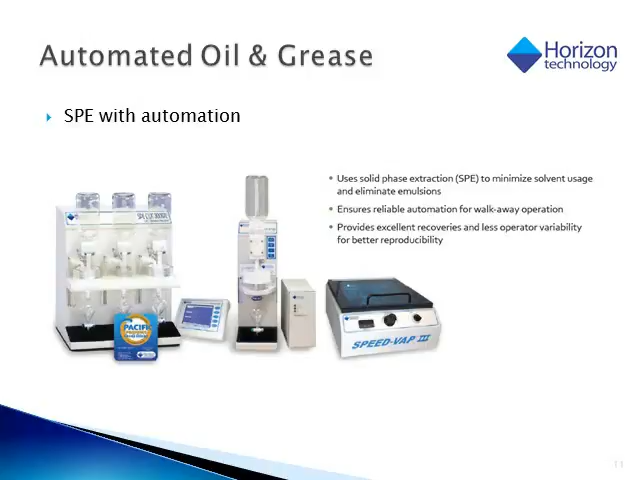 Automated Oil & Grease
Horizon
technology
SPE with automation
Uses solid phase extraction (SPE) to minimize solvent usage
and eliminate emulsions
Ensures reliable automation for walk-away operation
Provides excellent recoveries and less operator variability
for better reproducibility
PACIFIC
SPEED-VAP III